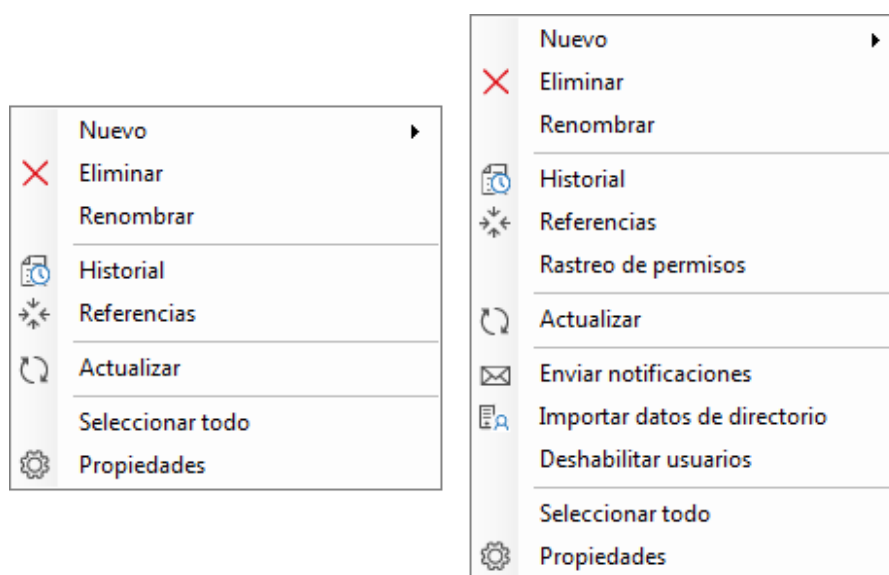 Nuevo
Eliminar
Renombrar
Historial
Referencias
Actualizar
Seleccionar todo
Propiedades
Nuevo
Eliminar
Renombrar
Historial
Referencias
Rastreo de permisos
Actualizar
Enviar notificaciones
Importar datos de directorio
Deshabilitar usuarios
Seleccionar todo
Propiedades